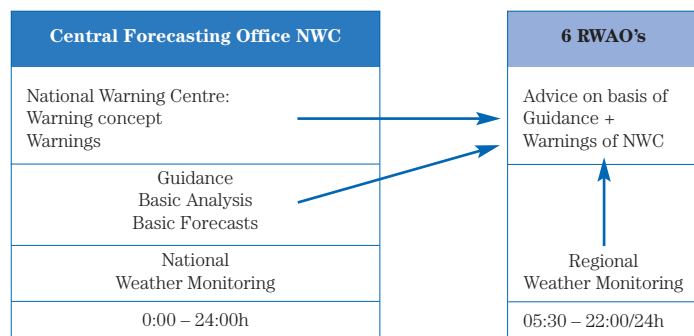 Central Forecasting Office NWC
National Warning Centre:
Warning concept
Warnings
Guidance
Basic Analysis
Basic Forecasts
National
Weather Monitoring
0:00 – 24:00h
6 RWAO's
Advice on basis of
Guidance +
Warnings of NWC
Regional
Weather Monitoring
05:30 – 22:00/24h